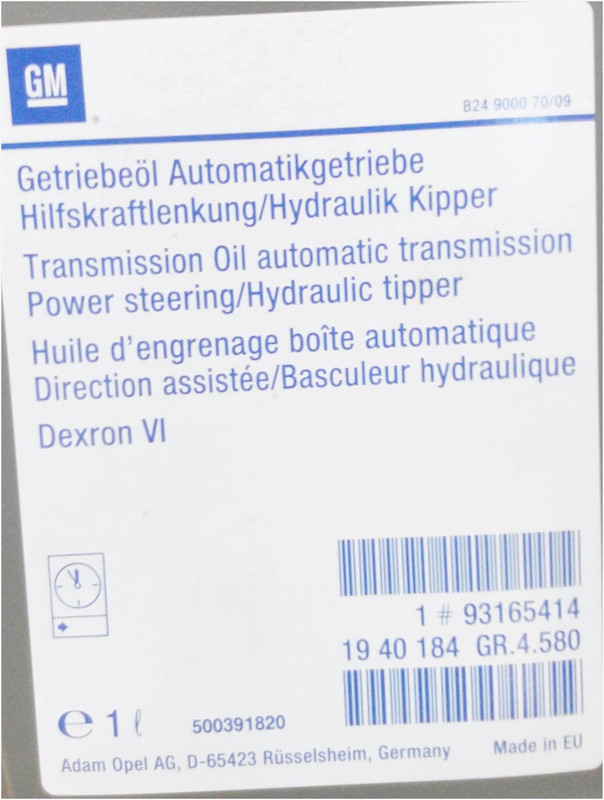 GM
B24 9000 70/09
Getriebeöl Automatikgetriebe
Hilfskraftlenkung/Hydraulik Kipper
Transmission Oil automatic transmission
Power steering/Hydraulic tipper
Huile d'engrenage boîte automatique
Direction assistée/Basculeur hydraulique
Dexron VI
1 # 93165414
19 40 184 GR.4.580
℮ 1 ℓ 500391820
Adam Opel AG, D-65423 Rüsselsheim, Germany Made in EU